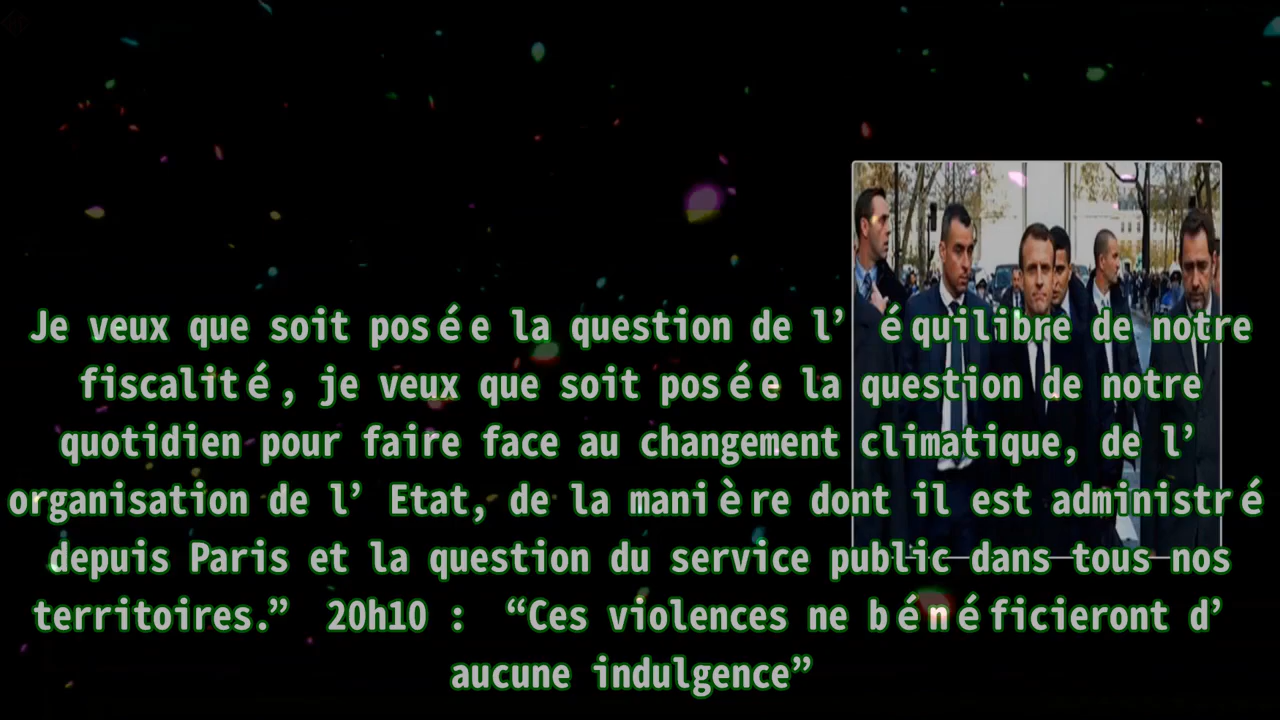 Je veux que soit posée la question de l’ équilibre de notre
fiscalité, je veux que soit posée la question de notre
quotidien pour faire face au changement climatique, de l’
organisation de l’ Etat, de la manière dont il est administré
depuis Paris et la question du service public dans tous nos
territoires.” 20h10 : “Ces violences ne bénéficieront d’
aucune indulgence”